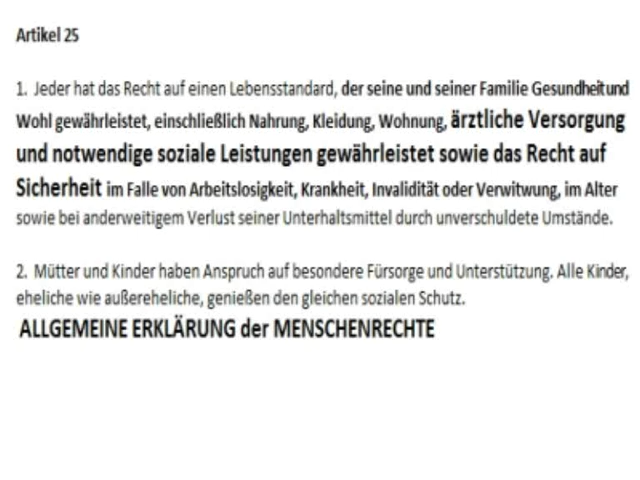 Artikel 25
1. Jeder hat das Recht auf einen Lebensstandard, der seine und seiner Familie Gesundheit und
Wohl gewährleistet, einschließlich Nahrung, Kleidung, Wohnung, ärztliche Versorgung
und notwendige soziale Leistungen gewährleistet sowie das Recht auf
Sicherheit im Falle von Arbeitslosigkeit, Krankheit, Invalidität oder Verwitwung, im Alter
sowie bei anderweitigem Verlust seiner Unterhaltsmittel durch unverschuldete Umstände.
2. Mütter und Kinder haben Anspruch auf besondere Fürsorge und Unterstützung. Alle Kinder,
eheliche wie außereheliche, genießen den gleichen sozialen Schutz.
ALLGEMEINE ERKLÄRUNG der MENSCHENRECHTE